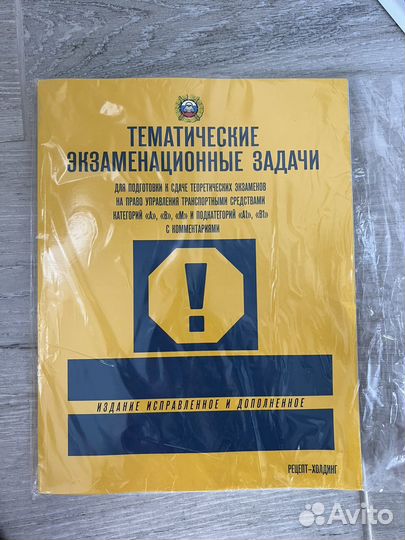 ТЕМАТИЧЕСКИЕ
ЭКЗАМЕНАЦИОННЫЕ ЗАДАЧИ
ДЛЯ ПОДГОТОВКИ К СДАЧЕ ТЕОРЕТИЧЕСКИХ ЭКЗАМЕНОВ
НА ПРАВО УПРАВЛЕНИЯ ТРАНСПОРТНЫМИ СРЕДСТВАМИ
КАТЕГОРИЙ «А», «В», «М» И ПОДКАТЕГОРИЙ «А1», «В1»
С КОММЕНТАРИЯМИ
!
ИЗДАНИЕ ИСПРАВЛЕННОЕ И ДОПОЛНЕННОЕ
РЕЦЕПТ-ХОЛДИНГ
Avito